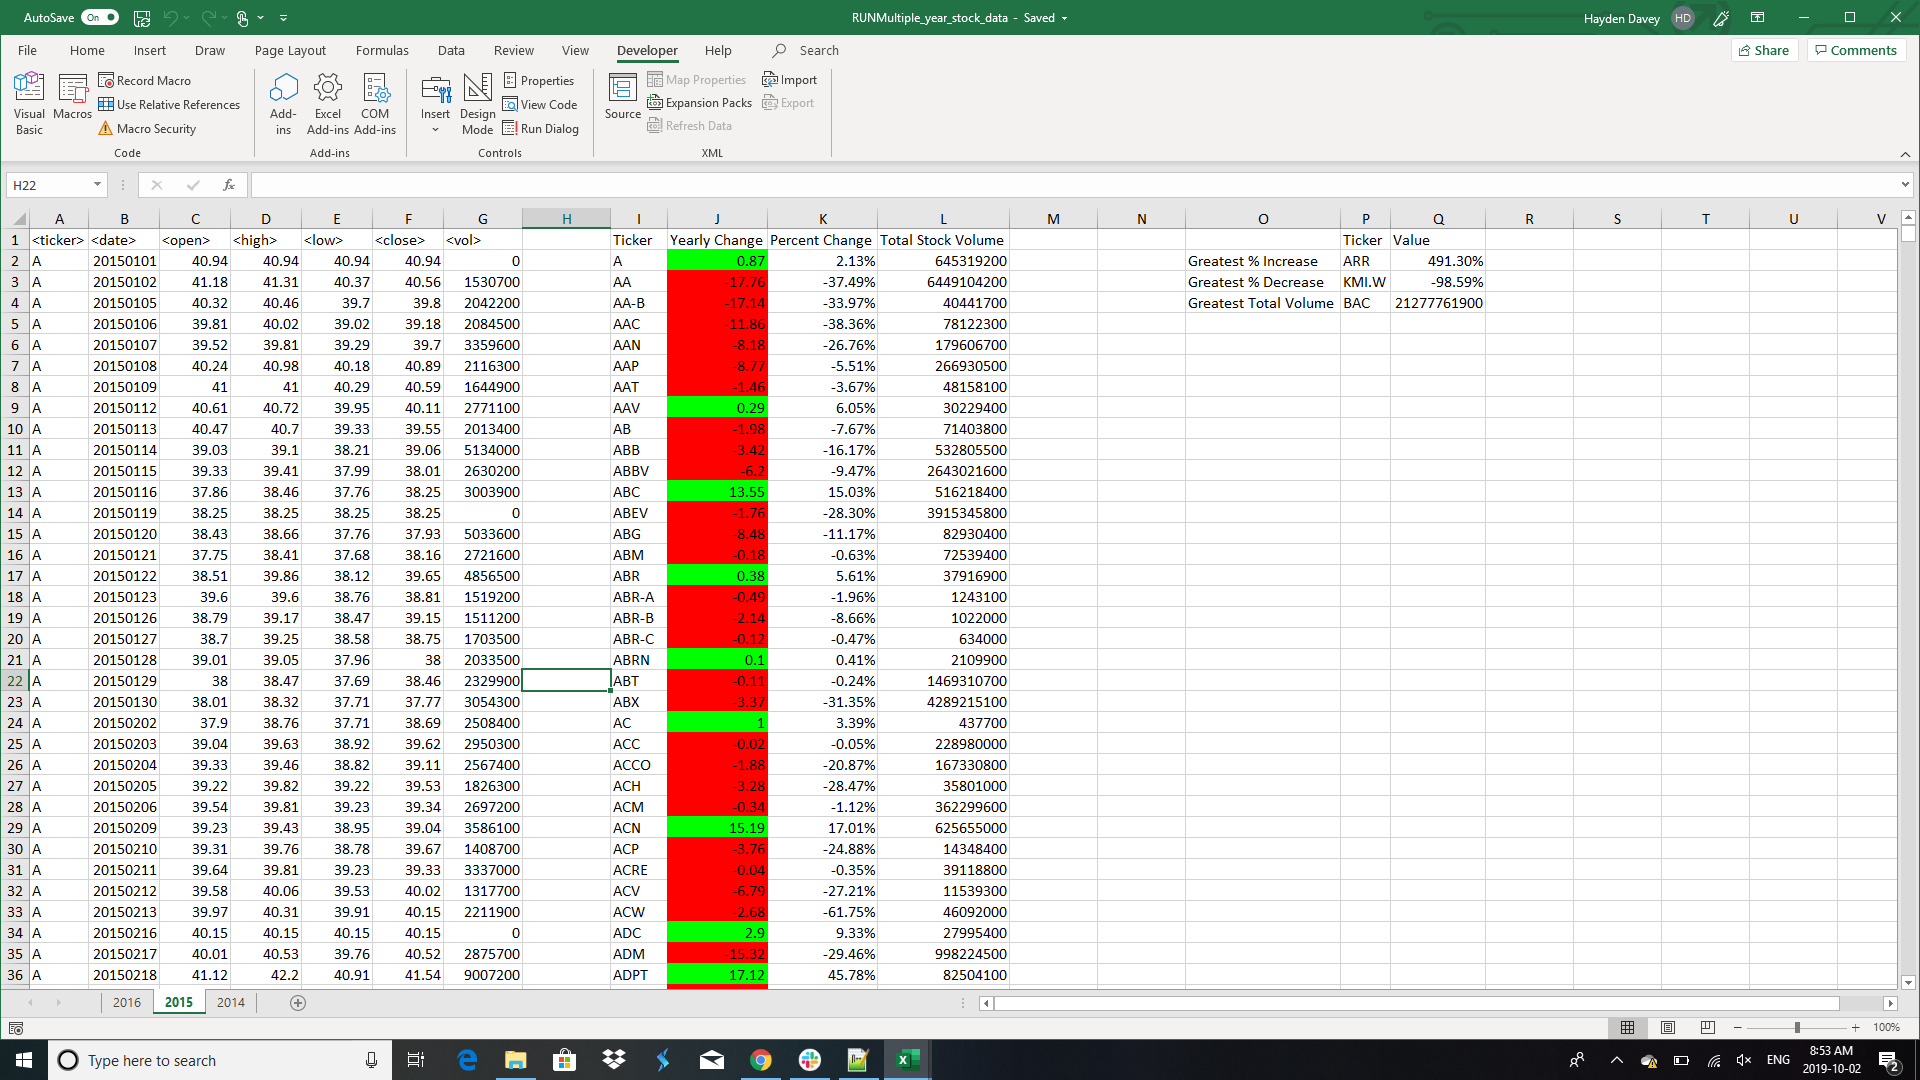 AutoSave On RUNMultiple_year_stock_data - Saved Hayden Davey HD
File Home Insert Draw Page Layout Formulas Data Review View Developer Help Search Share Comments
Visual Basic
Macros
Record Macro
Use Relative References
Macro Security
Code
Add-ins
Excel Add-ins
COM Add-ins
Add-ins
Insert
Design Mode
Properties
View Code
Run Dialog
Controls
Source
Map Properties
Expansion Packs
Refresh Data
Import
Export
XML
H22 fx
A B C D E F G H I J K L M N O P Q R S T U V
1 <ticker> <date> <open> <high> <low> <close> <vol> Ticker Yearly Change Percent Change Total Stock Volume Ticker Value
2 A 20150101 40.94 40.94 40.94 40.94 0 A 0.87 2.13% 645319200 Greatest % Increase ARR 491.30%
3 A 20150102 41.18 41.31 40.37 40.56 1530700 AA -17.76 -37.49% 6449104200 Greatest % Decrease KMI.W -98.59%
4 A 20150105 40.32 40.46 39.7 39.8 2042200 AA-B -17.14 -33.97% 40441700 Greatest Total Volume BAC 21277761900
5 A 20150106 39.81 40.02 39.02 39.18 2084500 AAC -11.86 -38.36% 78122300
6 A 20150107 39.52 39.81 39.29 39.7 3359600 AAN -8.18 -26.76% 179606700
7 A 20150108 40.24 40.98 40.18 40.89 2116300 AAP -8.77 -5.51% 266930500
8 A 20150109 41 41 40.29 40.59 1644900 AAT -1.46 -3.67% 48158100
9 A 20150112 40.61 40.72 39.95 40.11 2771100 AAV 0.29 6.05% 30229400
10 A 20150113 40.47 40.7 39.33 39.55 2013400 AB -1.98 -7.67% 71403800
11 A 20150114 39.03 39.1 38.21 39.06 5134000 ABB -3.42 -16.17% 532805500
12 A 20150115 39.33 39.41 37.99 38.01 2630200 ABBV -6.2 -9.47% 2643021600
13 A 20150116 37.86 38.46 37.76 38.25 3003900 ABC 13.55 15.03% 516218400
14 A 20150119 38.25 38.25 38.25 38.25 0 ABEV -1.76 -28.30% 3915345800
15 A 20150120 38.43 38.66 37.76 37.93 5033600 ABG -8.48 -11.17% 82930400
16 A 20150121 37.75 38.41 37.68 38.16 2721600 ABM -0.18 -0.63% 72539400
17 A 20150122 38.51 39.86 38.12 39.65 4856500 ABR 0.38 5.61% 37916900
18 A 20150123 39.6 39.6 38.76 38.81 1519200 ABR-A -0.49 -1.96% 1243100
19 A 20150126 38.79 39.17 38.47 39.15 1511200 ABR-B -2.14 -8.66% 1022000
20 A 20150127 38.7 39.25 38.58 38.75 1703500 ABR-C -0.12 -0.47% 634000
21 A 20150128 39.01 39.05 37.96 38 2033500 ABRN 0.1 0.41% 2109900
22 A 20150129 38 38.47 37.69 38.46 2329900 ABT -0.11 -0.24% 1469310700
23 A 20150130 38.01 38.32 37.71 37.77 3054300 ABX -3.37 -31.35% 4289215100
24 A 20150202 37.9 38.76 37.71 38.69 2508400 AC 1 3.39% 437700
25 A 20150203 39.04 39.63 38.92 39.62 2950300 ACC -0.02 -0.05% 228980000
26 A 20150204 39.33 39.46 38.82 39.11 2567400 ACCO -1.88 -20.87% 167330800
27 A 20150205 39.22 39.82 39.22 39.53 1826300 ACH -3.28 -28.47% 35801000
28 A 20150206 39.54 39.81 39.23 39.34 2697200 ACM -0.34 -1.12% 362299600
29 A 20150209 39.23 39.43 38.95 39.04 3586100 ACN 15.19 17.01% 625655000
30 A 20150210 39.31 39.76 38.78 39.67 1408700 ACP -3.76 -24.88% 14348400
31 A 20150211 39.64 39.81 39.23 39.33 3337000 ACRE -0.04 -0.35% 39118800
32 A 20150212 39.58 40.06 39.53 40.02 1317700 ACV -6.79 -27.21% 11539300
33 A 20150213 39.97 40.31 39.91 40.15 2211900 ACW -2.68 -61.75% 46092000
34 A 20150216 40.15 40.15 40.15 40.15 0 ADC 2.9 9.33% 27995400
35 A 20150217 40.01 40.53 39.76 40.52 2875700 ADM -15.32 -29.46% 998224500
36 A 20150218 41.12 42.2 40.91 41.54 9007200 ADPT 17.12 45.78% 82504100
2016 2015 2014
100%
Type here to search ENG 8:53 AM
2019-10-02 2